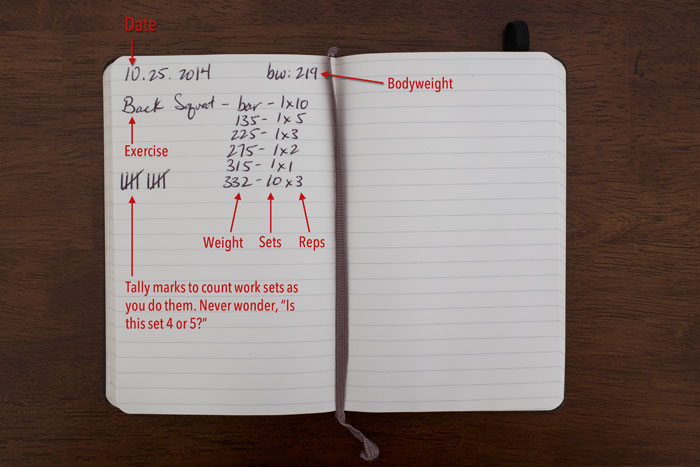 Date
10.25.2014 bw: 219
Bodyweight
Back Squat - bar - 1x10
135 - 1x5
225 - 1x3
Exercise
275 - 1x2
315 - 1x1
332 - 10x3
Weight Sets Reps
Tally marks to count work sets as
you do them. Never wonder, "Is
this set 4 or 5?"